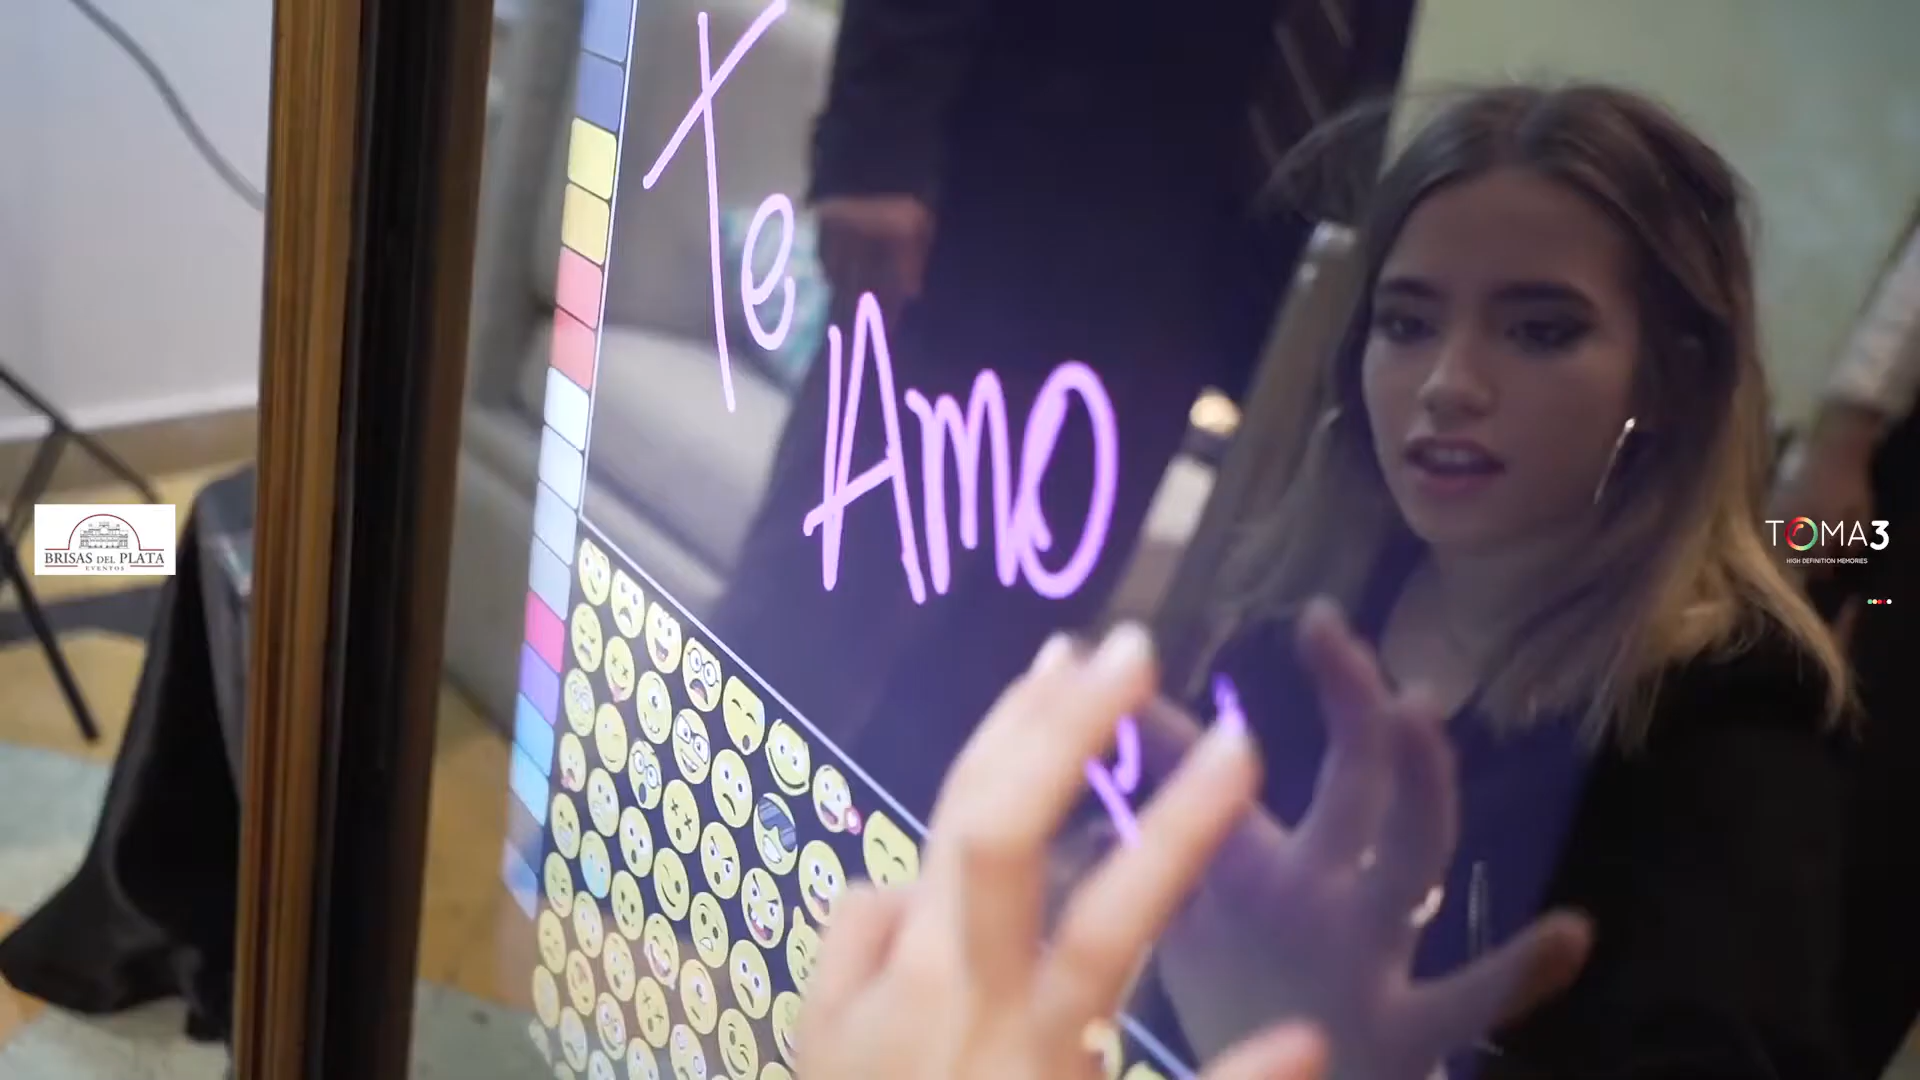 Te
Amo
BRISAS DEL PLATA
EVENTOS
TOMA3
HIGH DEFINITION MEMORIES